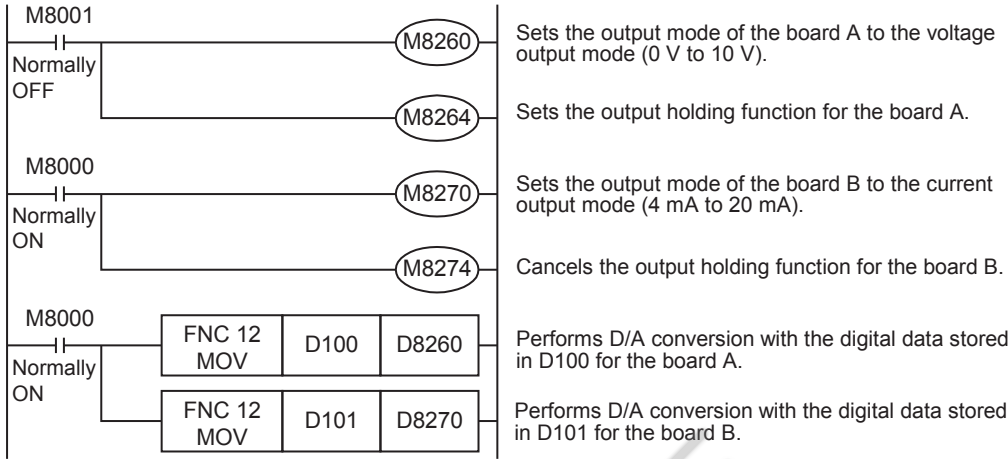 M8001
M8260
Sets the output mode of the board A to the voltage
output mode (0 V to 10 V).
Normally
OFF
M8264
Sets the output holding function for the board A.
M8000
M8270
Sets the output mode of the board B to the current
output mode (4 mA to 20 mA).
Normally
ON
M8274
Cancels the output holding function for the board B.
M8000
FNC 12
MOV
D100
D8260
Performs D/A conversion with the digital data stored
in D100 for the board A.
Normally
ON
FNC 12
MOV
D101
D8270
Performs D/A conversion with the digital data stored
in D101 for the board B.